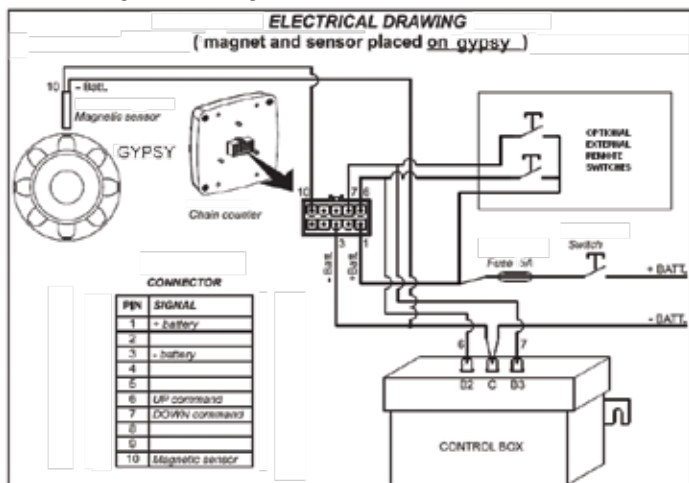 ELECTRICAL DRAWING
( magnet and sensor placed on gypsy )
10
- Batt.
Magnetic sensor
GYPSY
Chain counter
10
7
6
3
1
- Batt.
+Batt.
OPTIONAL
EXTERNAL
REMOTE
SWITCHES
Fuse 5A
Switch
+ BATT.
- BATT.
CONNECTOR
PIN SIGNAL
1 + battery
2
3 - battery
4
5
6 UP command
7 DOWN command
8
9
10 Magnetic sensor
6
7
B2 C B3
CONTROL BOX